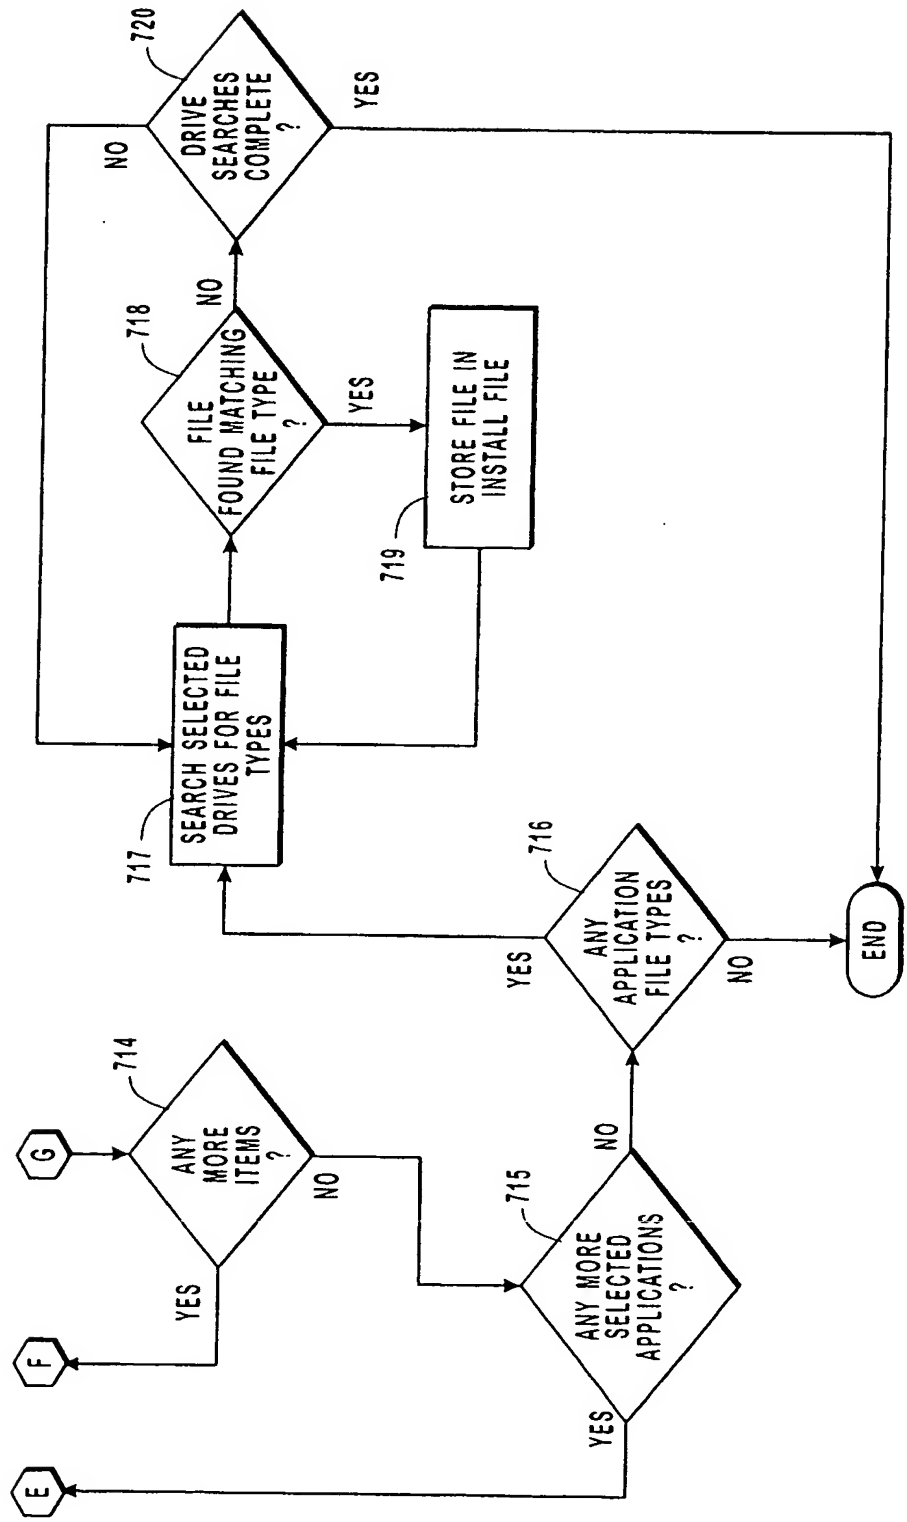 E
F
G
YES
714
ANY
MORE
ITEMS
?
NO
YES
715
ANY MORE
SELECTED
APPLICATIONS
?
NO
716
YES
ANY
APPLICATION
FILE TYPES
?
NO
END
717
SEARCH SELECTED
DRIVES FOR FILE
TYPES
718
FILE
FOUND MATCHING
FILE TYPE
?
NO
YES
719
STORE FILE IN
INSTALL FILE
720
NO
DRIVE
SEARCHES
COMPLETE
?
YES